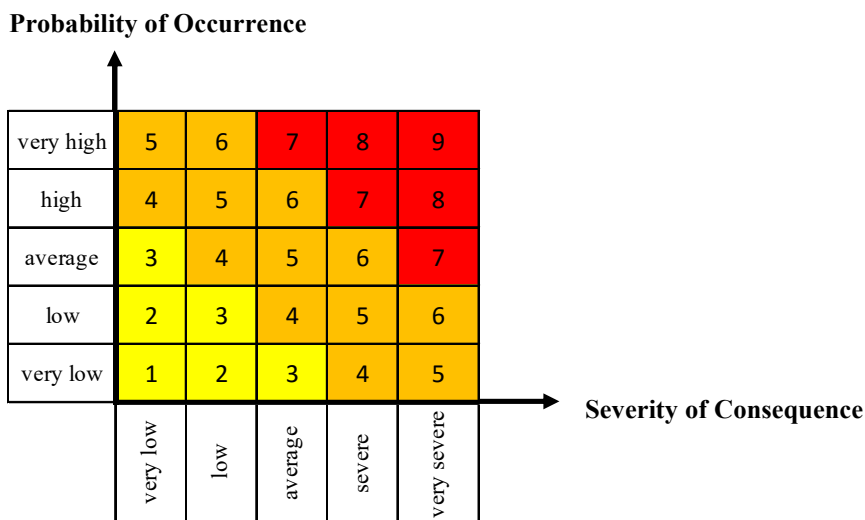 Probability of Occurrence
very high 5 6 7 8 9
high 4 5 6 7 8
average 3 4 5 6 7
low 2 3 4 5 6
very low 1 2 3 4 5
very low low average severe very severe
Severity of Consequence